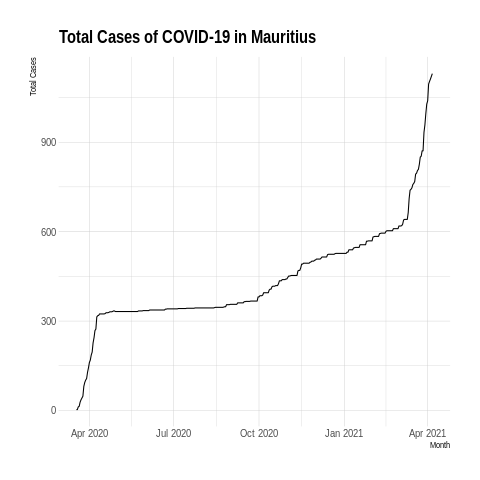 Total Cases of COVID-19 in Mauritius
Total Cases
900
600
300
0
Apr 2020 Jul 2020 Oct 2020 Jan 2021 Apr 2021
Month